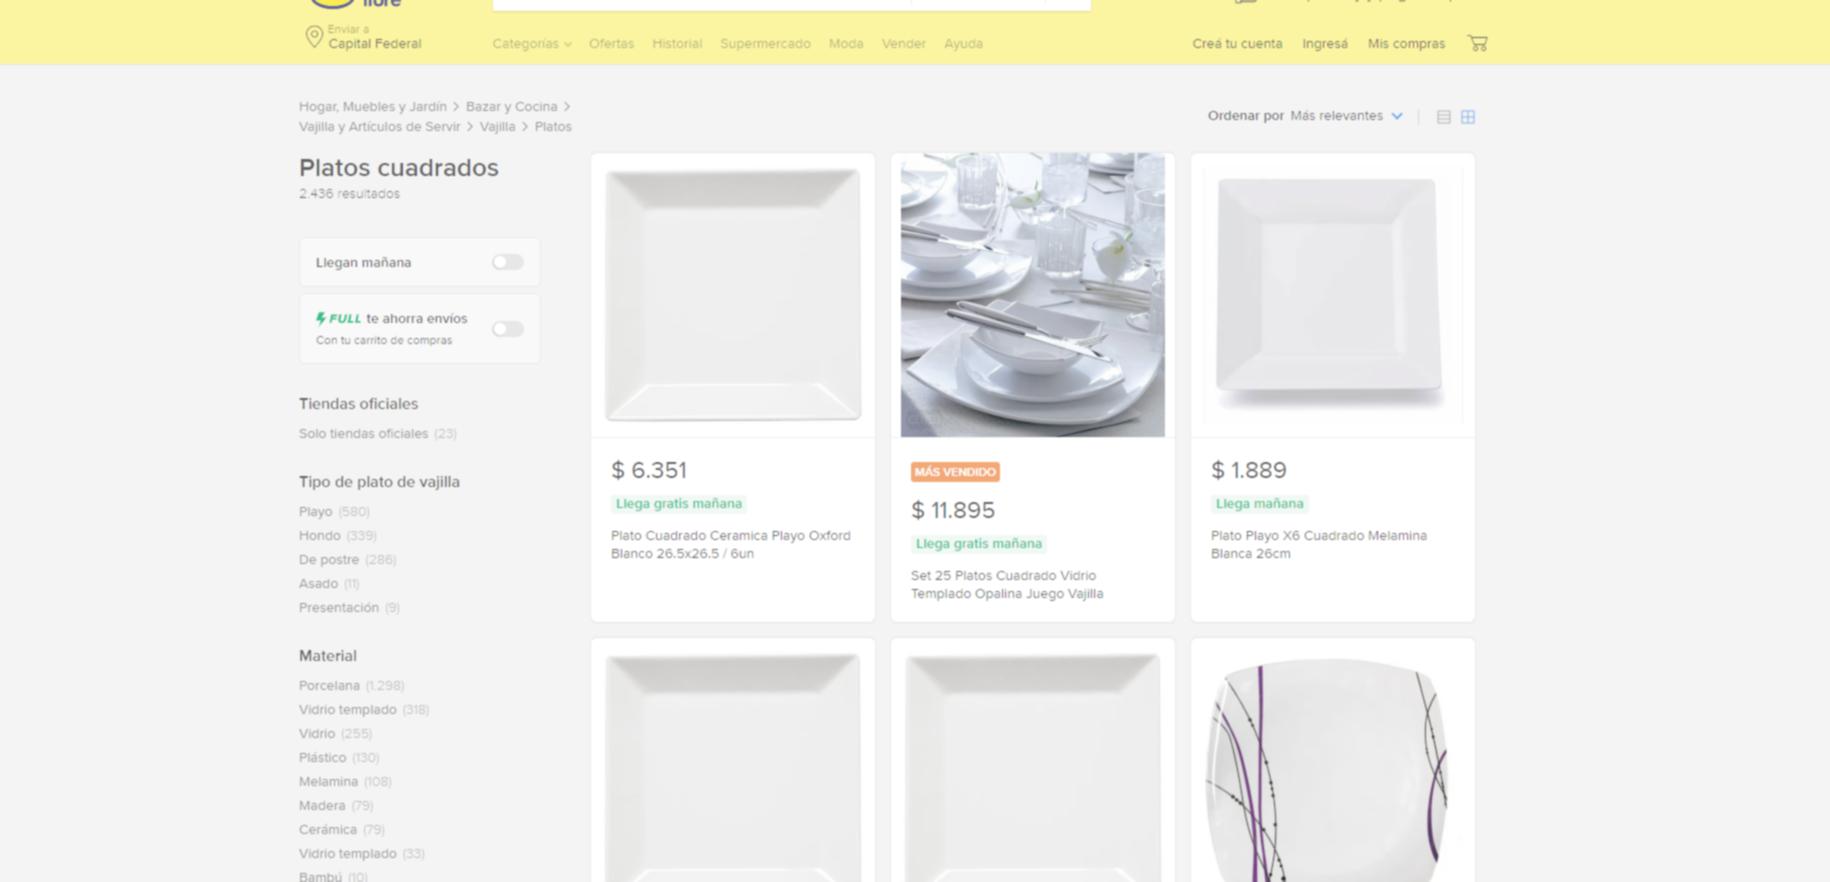 libre
Enviar a
Capital Federal
Categorías
Ofertas
Historial
Supermercado
Moda
Vender
Ayuda
Creá tu cuenta
Ingresá
Mis compras
Hogar, Muebles y Jardín > Bazar y Cocina >
Vajilla y Artículos de Servir > Vajilla > Platos
Ordenar por Más relevantes
Platos cuadrados
2.436 resultados
Llegan mañana
FULL te ahorra envíos
Con tu carrito de compras
Tiendas oficiales
Solo tiendas oficiales (23)
Tipo de plato de vajilla
Playo (580)
Hondo (339)
De postre (286)
Asado (11)
Presentación (9)
Material
Porcelana (1.298)
Vidrio templado (318)
Vidrio (255)
Plástico (130)
Melamina (108)
Madera (79)
Cerámica (79)
Vidrio templado (33)
Bambú (10)
$ 6.351
Llega gratis mañana
Plato Cuadrado Ceramica Playo Oxford
Blanco 26.5x26.5 / 6un
MÁS VENDIDO
$ 11.895
Llega gratis mañana
Set 25 Platos Cuadrado Vidrio
Templado Opalina Juego Vajilla
$ 1.889
Llega mañana
Plato Playo X6 Cuadrado Melamina
Blanca 26cm